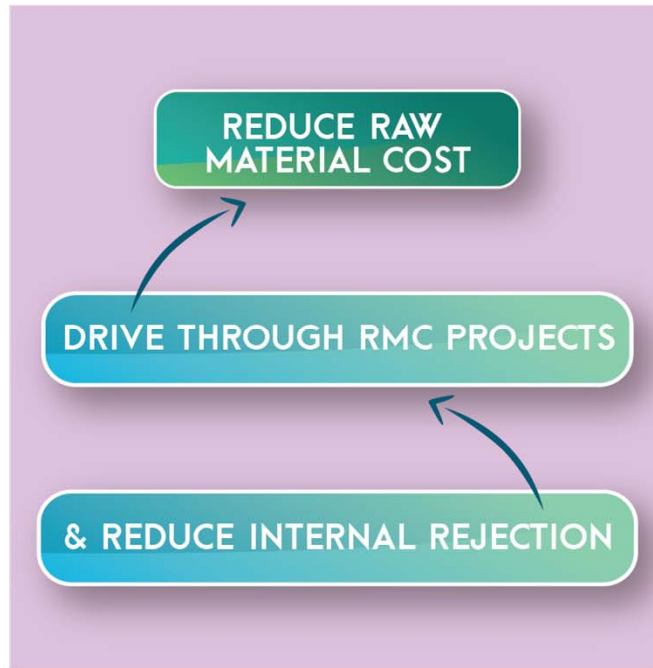 REDUCE RAW
MATERIAL COST
DRIVE THROUGH RMC PROJECTS
& REDUCE INTERNAL REJECTION